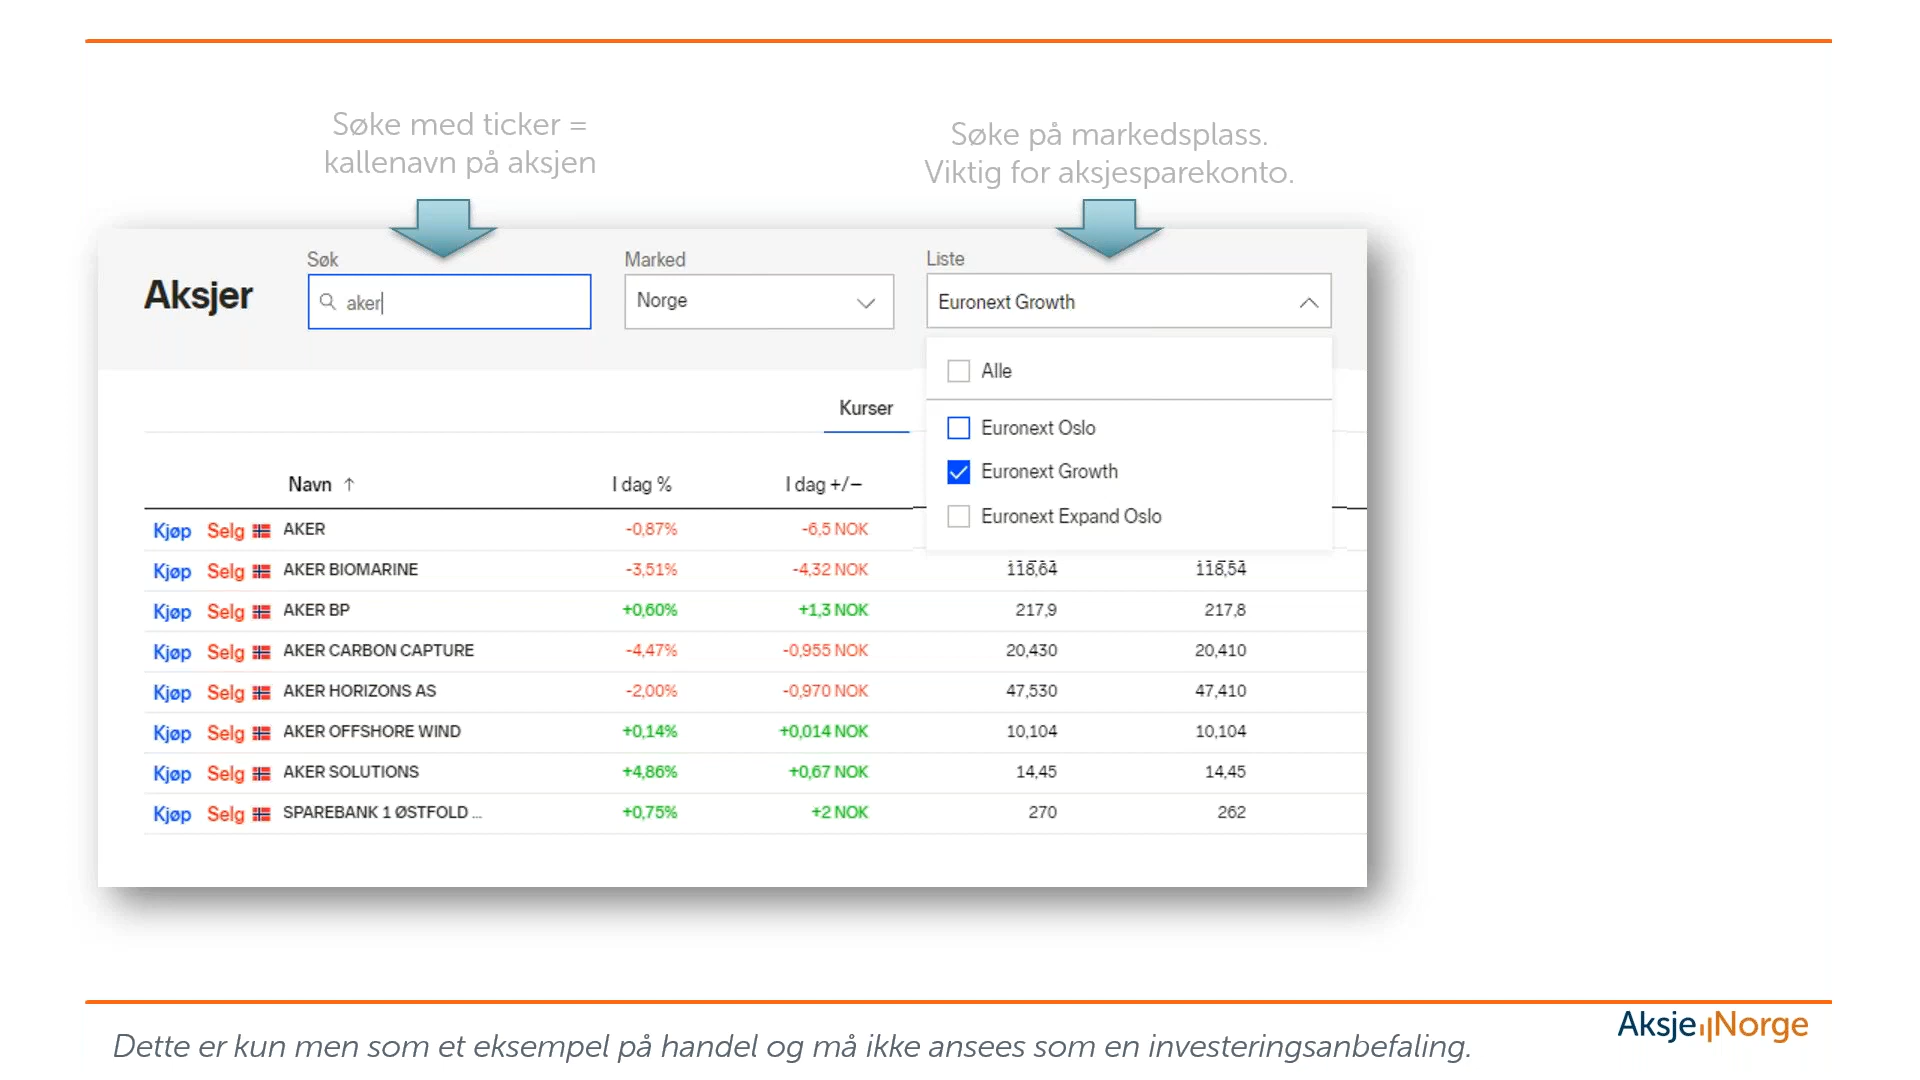 Søke med ticker =
kallenavn på aksjen
Søke på markedsplass.
Viktig for aksjesparekonto.
Aksjer
Søk
aker
Marked
Norge
Liste
Euronext Growth
Alle
Euronext Oslo
Euronext Growth
Euronext Expand Oslo
Kurser
Navn ↑ I dag % I dag +/−
Kjøp Selg AKER -0,87% -6,5 NOK
Kjøp Selg AKER BIOMARINE -3,51% -4,32 NOK 118,64 118,54
Kjøp Selg AKER BP +0,60% +1,3 NOK 217,9 217,8
Kjøp Selg AKER CARBON CAPTURE -4,47% -0,955 NOK 20,430 20,410
Kjøp Selg AKER HORIZONS AS -2,00% -0,970 NOK 47,530 47,410
Kjøp Selg AKER OFFSHORE WIND +0,14% +0,014 NOK 10,104 10,104
Kjøp Selg AKER SOLUTIONS +4,86% +0,67 NOK 14,45 14,45
Kjøp Selg SPAREBANK 1 ØSTFOLD ... +0,75% +2 NOK 270 262
Dette er kun men som et eksempel på handel og må ikke ansees som en investeringsanbefaling.
AksjeNorge